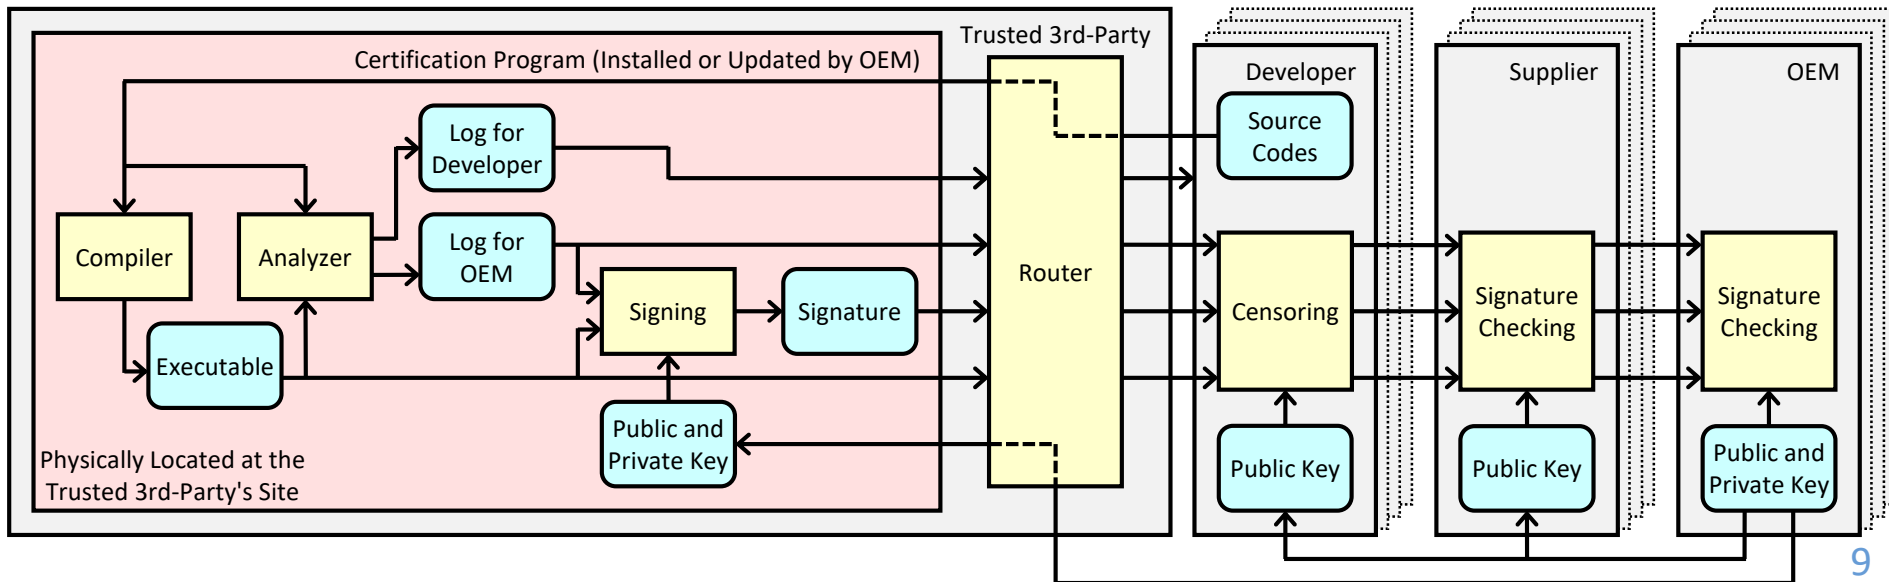 Trusted 3rd-Party
Certification Program (Installed or Updated by OEM)
Developer
Supplier
OEM
Log for
Developer
Source
Codes
Compiler
Analyzer
Log for
OEM
Router
Signing
Signature
Censoring
Signature
Checking
Signature
Checking
Executable
Public and
Private Key
Physically Located at the
Trusted 3rd-Party's Site
Public Key
Public Key
Public and
Private Key
9